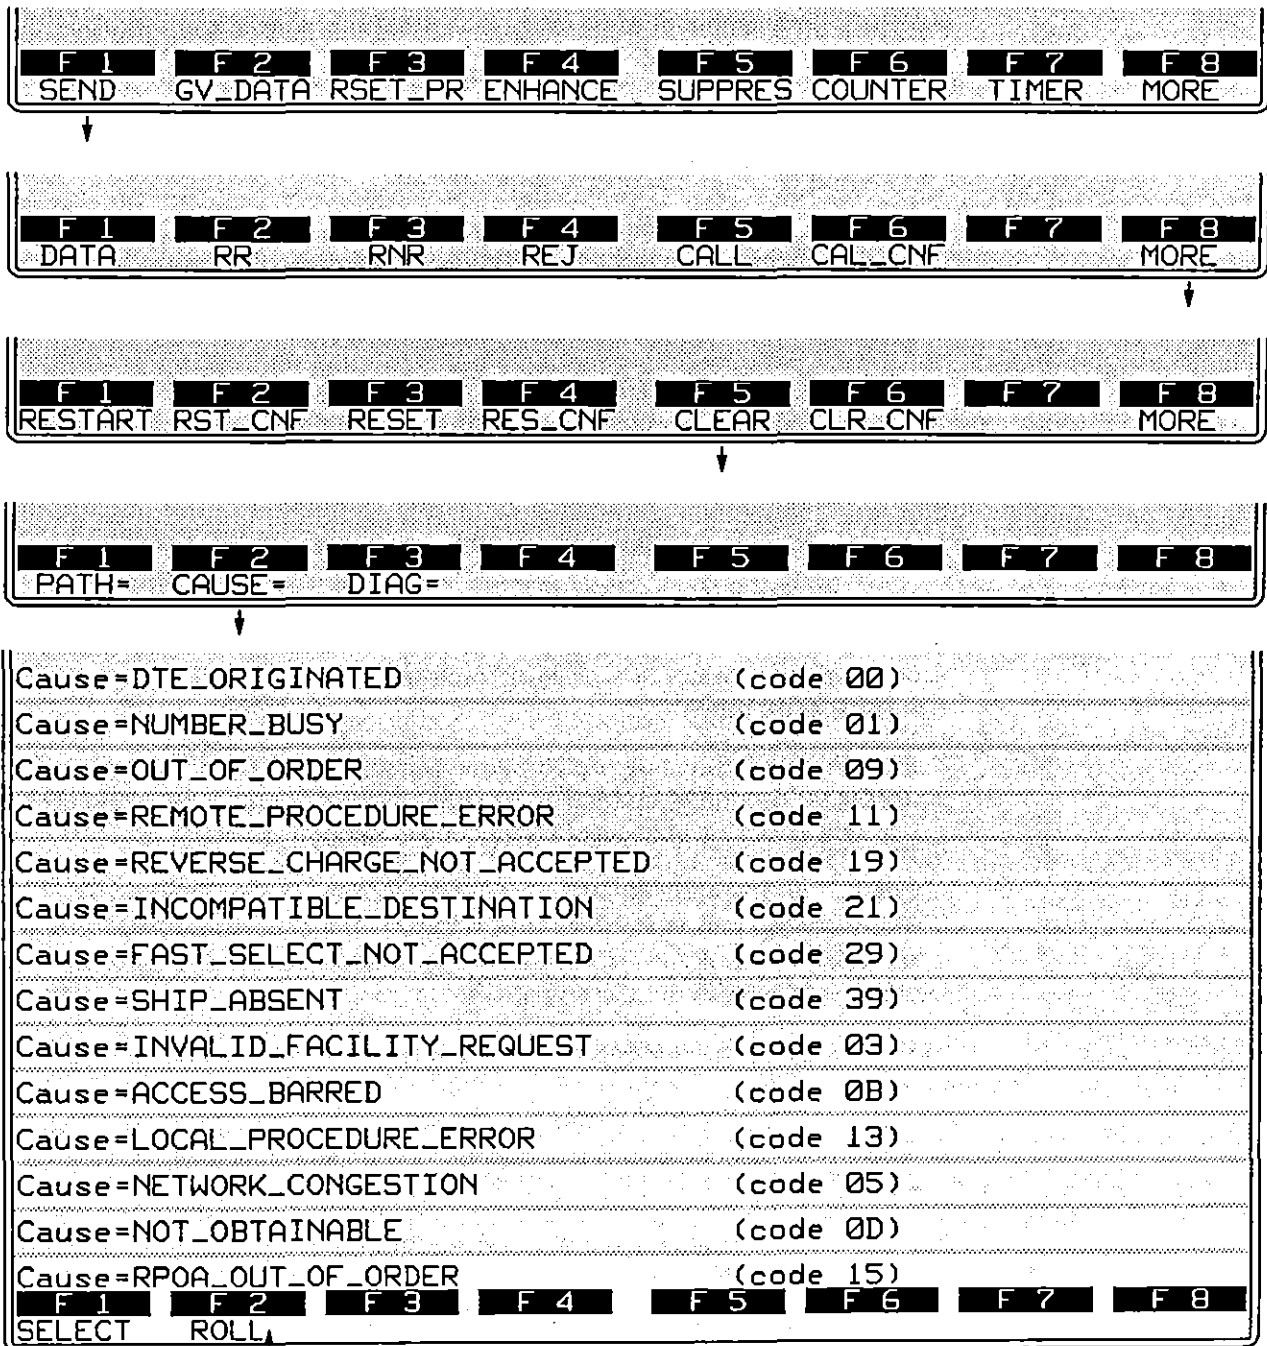 F 1 F 2 F 3 F 4 F 5 F 6 F 7 F 8
SEND GV_DATA RSET_PR ENHANCE SUPPRES COUNTER TIMER MORE
F 1 F 2 F 3 F 4 F 5 F 6 F 7 F 8
DATA RR RNR REJ CALL CAL_CNF MORE
F 1 F 2 F 3 F 4 F 5 F 6 F 7 F 8
RESTART RST_CNF RESET RES_CNF CLEAR CLR_CNF MORE
F 1 F 2 F 3 F 4 F 5 F 6 F 7 F 8
PATH= CAUSE= DIAG=
Cause=DTE_ORIGINATED (code 00)
Cause=NUMBER_BUSY (code 01)
Cause=OUT_OF_ORDER (code 09)
Cause=REMOTE_PROCEDURE_ERROR (code 11)
Cause=REVERSE_CHARGE_NOT_ACCEPTED (code 19)
Cause=INCOMPATIBLE_DESTINATION (code 21)
Cause=FAST_SELECT_NOT_ACCEPTED (code 29)
Cause=SHIP_ABSENT (code 39)
Cause=INVALID_FACILITY_REQUEST (code 03)
Cause=ACCESS_BARRED (code 0B)
Cause=LOCAL_PROCEDURE_ERROR (code 13)
Cause=NETWORK_CONGESTION (code 05)
Cause=NOT_OBTAINABLE (code 0D)
Cause=RPOA_OUT_OF_ORDER (code 15)
F 1 F 2 F 3 F 4 F 5 F 6 F 7 F 8
SELECT ROLL